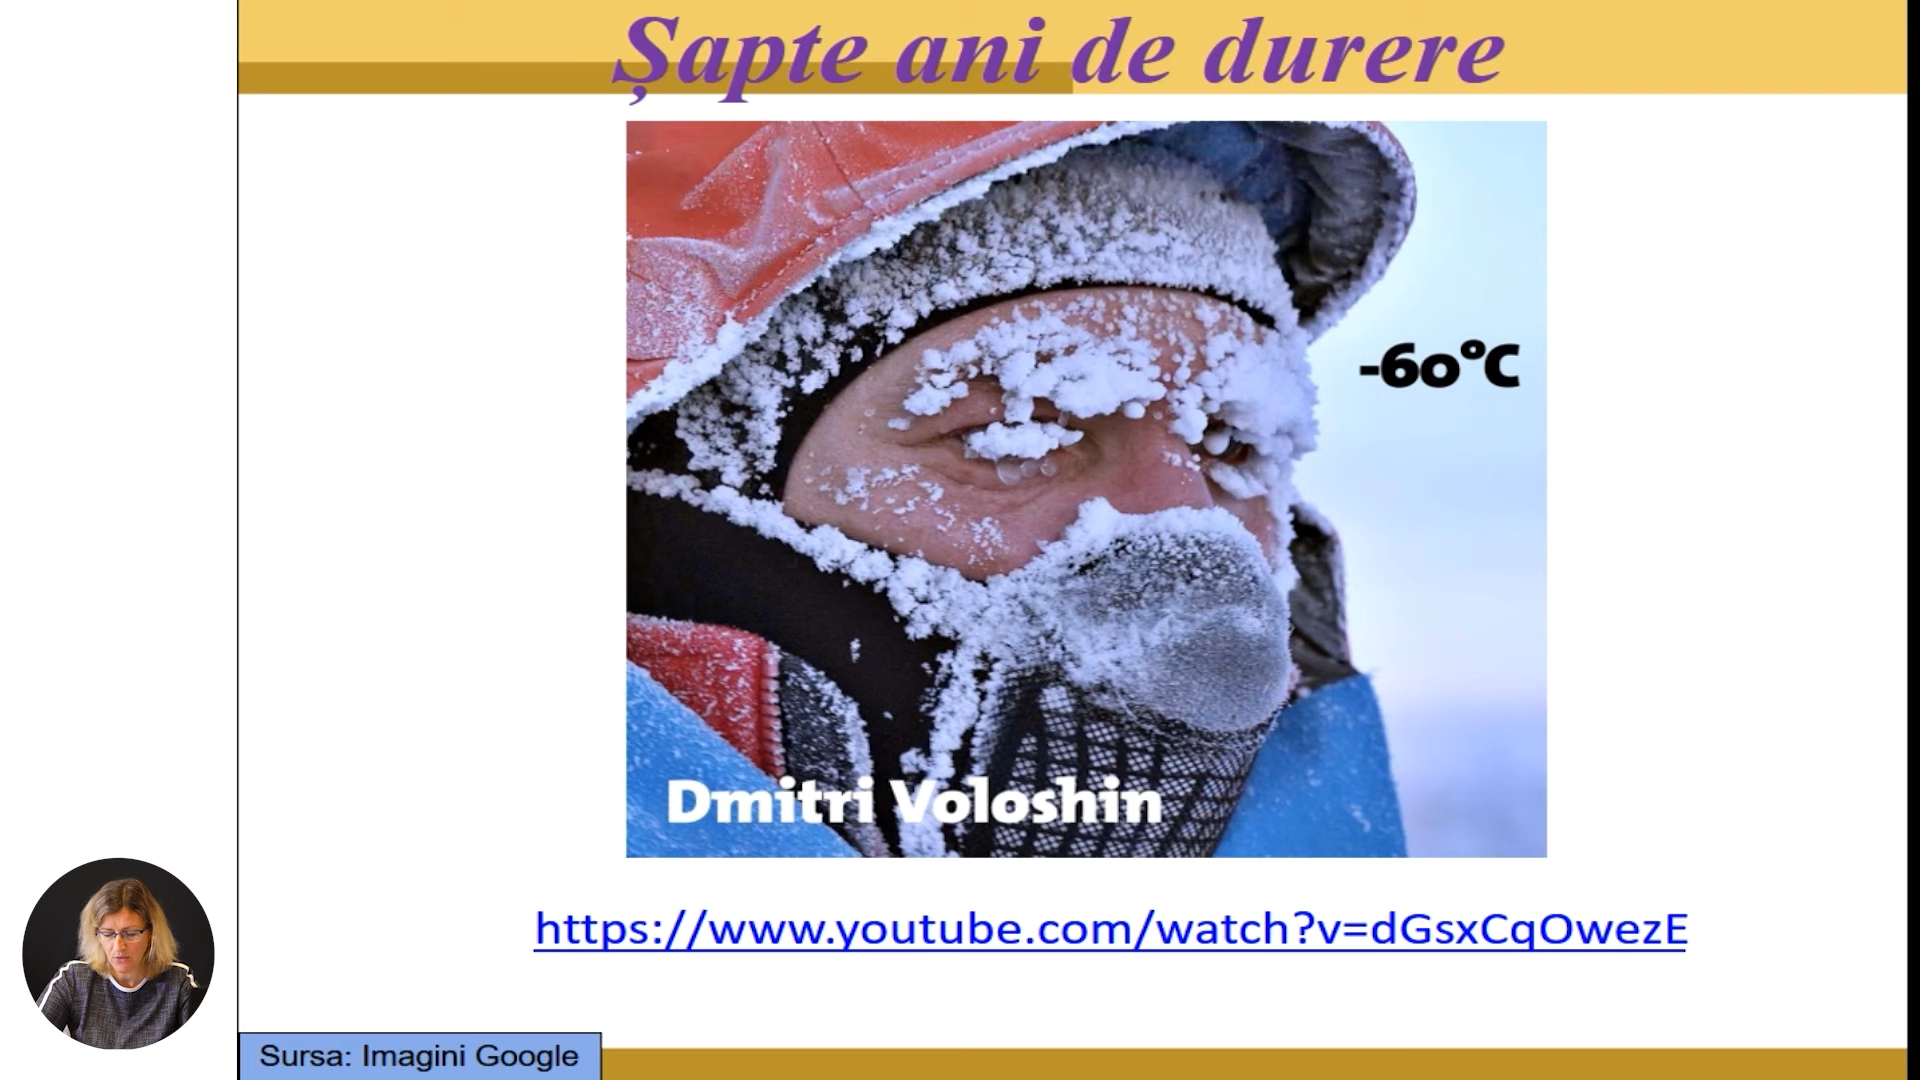 Șapte ani de durere
-60°C
Dmitri Voloshin
https://www.youtube.com/watch?v=dGsxCqOwezE
Sursa: Imagini Google